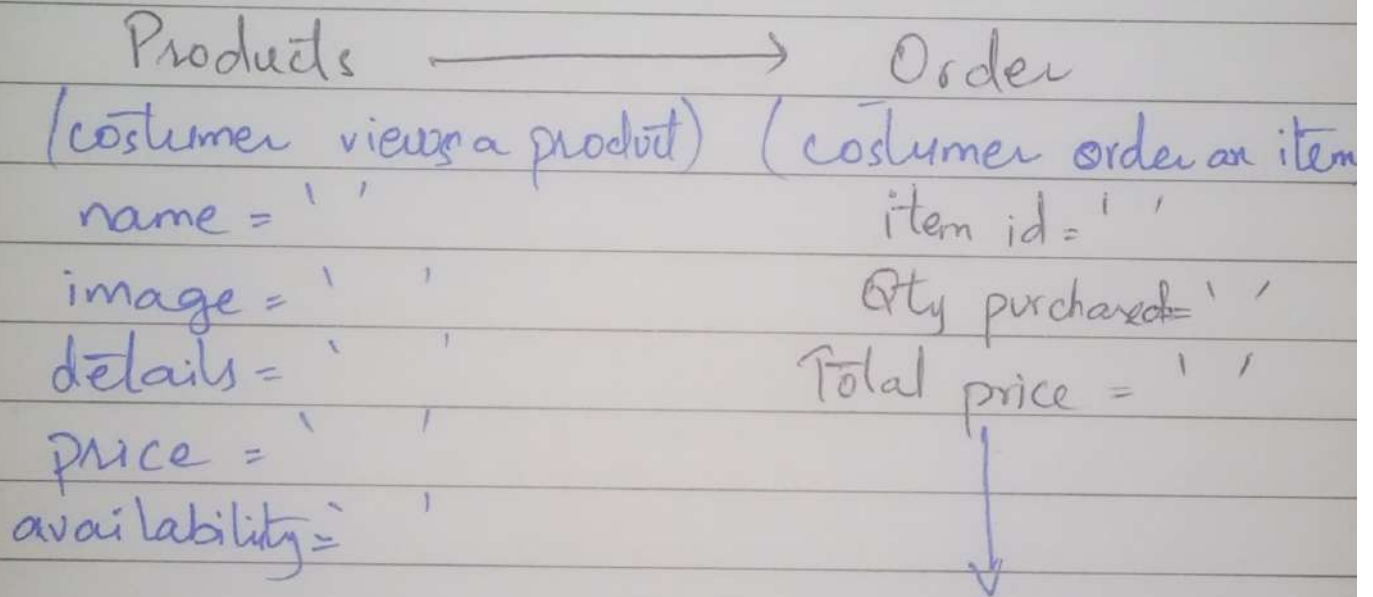 Products → Order
(costumer views a product) (costumer order an item
name = ' ' item id = ' '
image = ' ' Qty purchased = ' '
details = ' ' Total price = ' '
price = ' '
availability = ' '